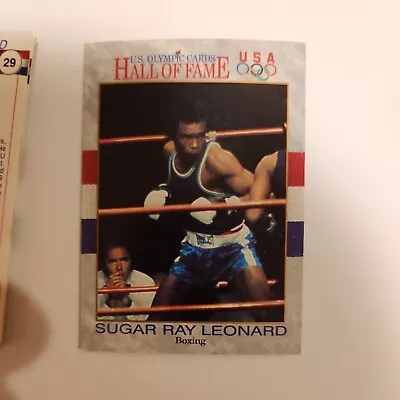 29
U.S. OLYMPIC CARDS
HALL OF FAME
USA
SUGAR RAY LEONARD
Boxing